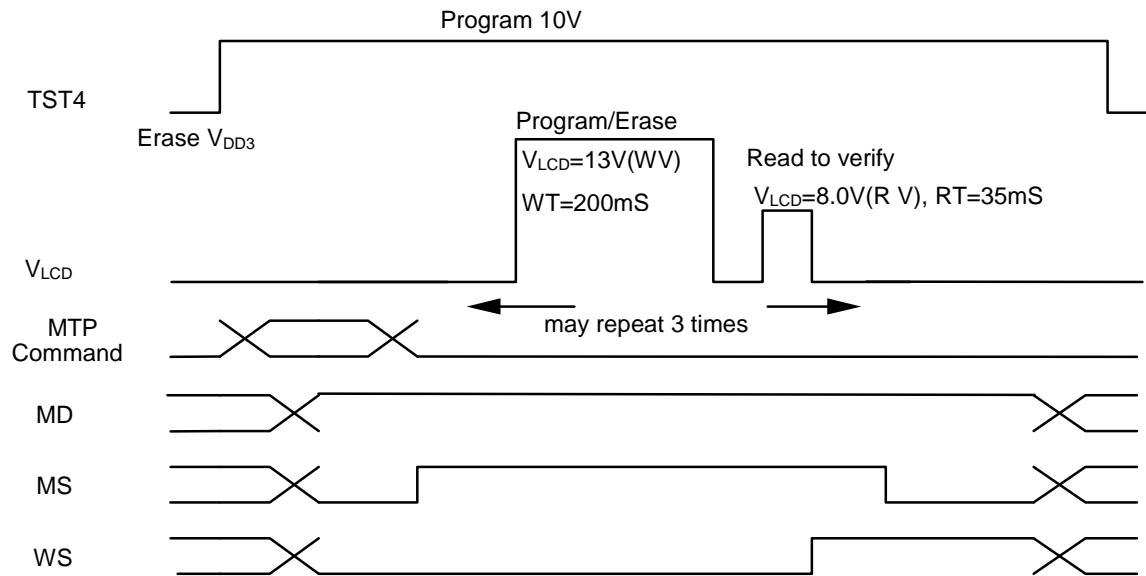 Program 10V
TST4
Erase VDD3
Program/Erase
VLCD=13V(WV)
WT=200mS
Read to verify
VLCD=8.0V(R V), RT=35mS
VLCD
may repeat 3 times
MTP
Command
MD
MS
WS